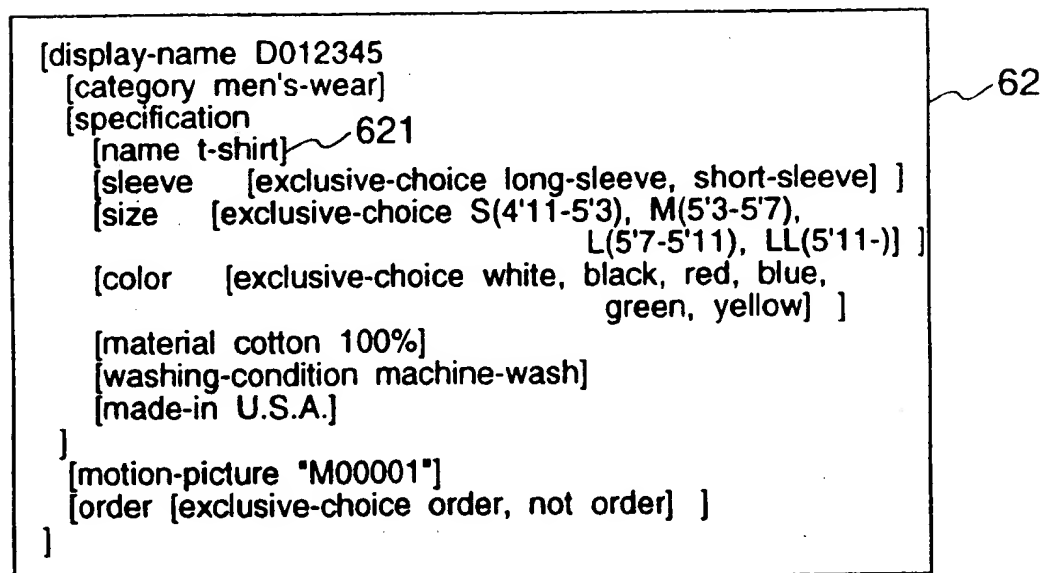 [display-name D012345
[category men's-wear]
62
[specification
621
[name t-shirt]
[sleeve [exclusive-choice long-sleeve, short-sleeve] ]
[size [exclusive-choice S(4'11-5'3), M(5'3-5'7),
L(5'7-5'11), LL(5'11-)] ]
[color [exclusive-choice white, black, red, blue,
green, yellow] ]
[material cotton 100%]
[washing-condition machine-wash]
[made-in U.S.A.]
]
[motion-picture "M00001"]
[order [exclusive-choice order, not order] ]
]